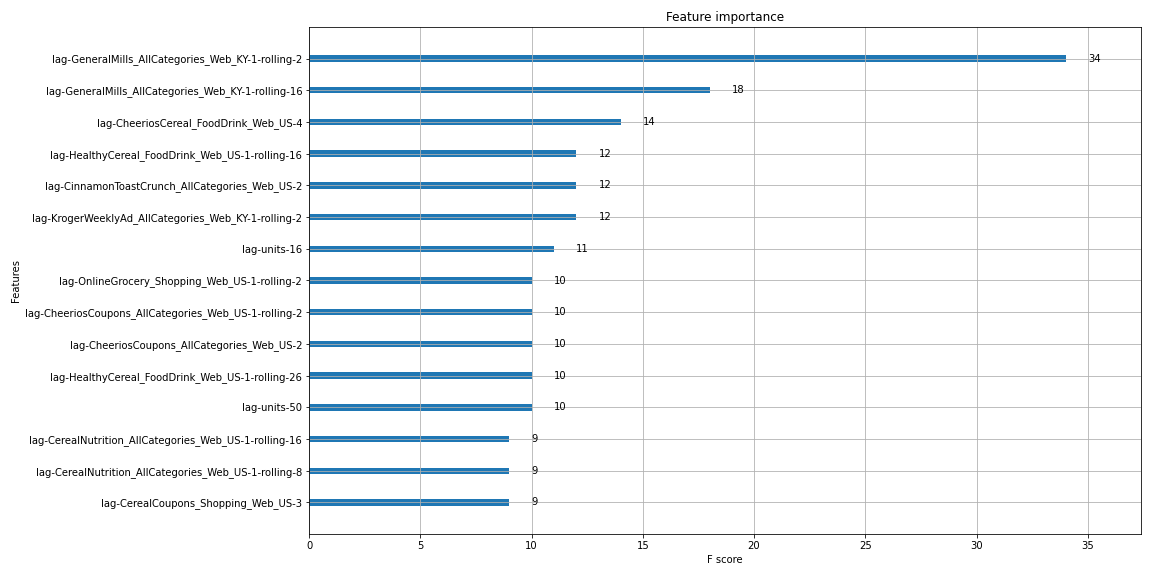 Feature importance
lag-GeneralMills_AllCategories_Web_KY-1-rolling-2
34
lag-GeneralMills_AllCategories_Web_KY-1-rolling-16
18
lag-CheeriosCereal_FoodDrink_Web_US-4
14
lag-HealthyCereal_FoodDrink_Web_US-1-rolling-16
12
lag-CinnamonToastCrunch_AllCategories_Web_US-2
12
lag-KrogerWeeklyAd_AllCategories_Web_KY-1-rolling-2
12
lag-units-16
11
Features
lag-OnlineGrocery_Shopping_Web_US-1-rolling-2
10
lag-CheeriosCoupons_AllCategories_Web_US-1-rolling-2
10
lag-CheeriosCoupons_AllCategories_Web_US-2
10
lag-HealthyCereal_FoodDrink_Web_US-1-rolling-26
10
lag-units-50
10
lag-CerealNutrition_AllCategories_Web_US-1-rolling-16
9
lag-CerealNutrition_AllCategories_Web_US-1-rolling-8
9
lag-CerealCoupons_Shopping_Web_US-3
9
0 5 10 15 20 25 30 35
F score